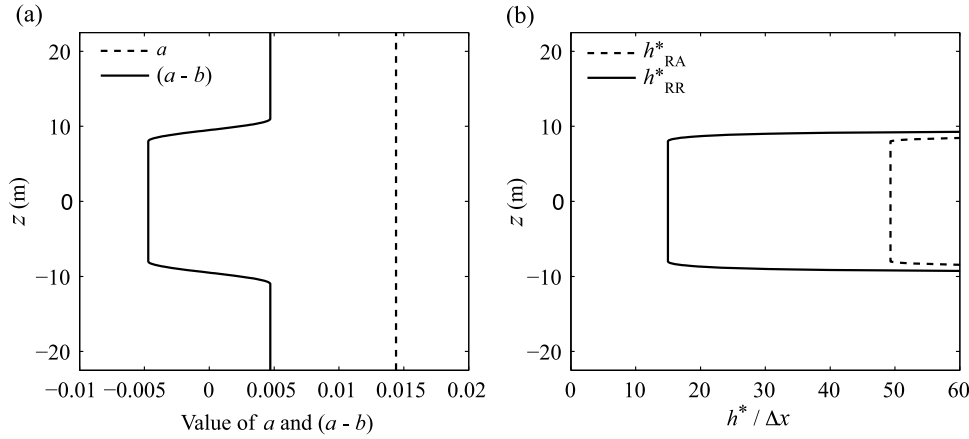 (a)
a
(a - b)
z (m)
20
10
0
−10
−20
−0.01
−0.005
0
0.005
0.01
0.015
0.02
Value of a and (a - b)
(b)
h*RA
h*RR
z (m)
20
10
0
−10
−20
0
10
20
30
40
50
60
h* / Δx